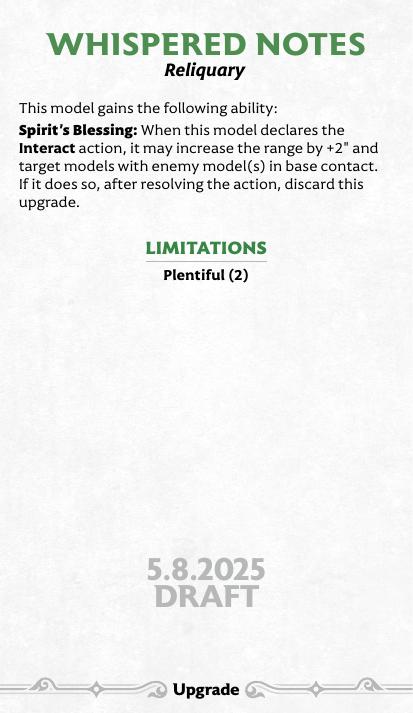 WHISPERED NOTES
Reliquary
This model gains the following ability:
Spirit's Blessing: When this model declares the
Interact action, it may increase the range by +2" and
target models with enemy model(s) in base contact.
If it does so, after resolving the action, discard this
upgrade.
LIMITATIONS
Plentiful (2)
5.8.2025
DRAFT
Upgrade